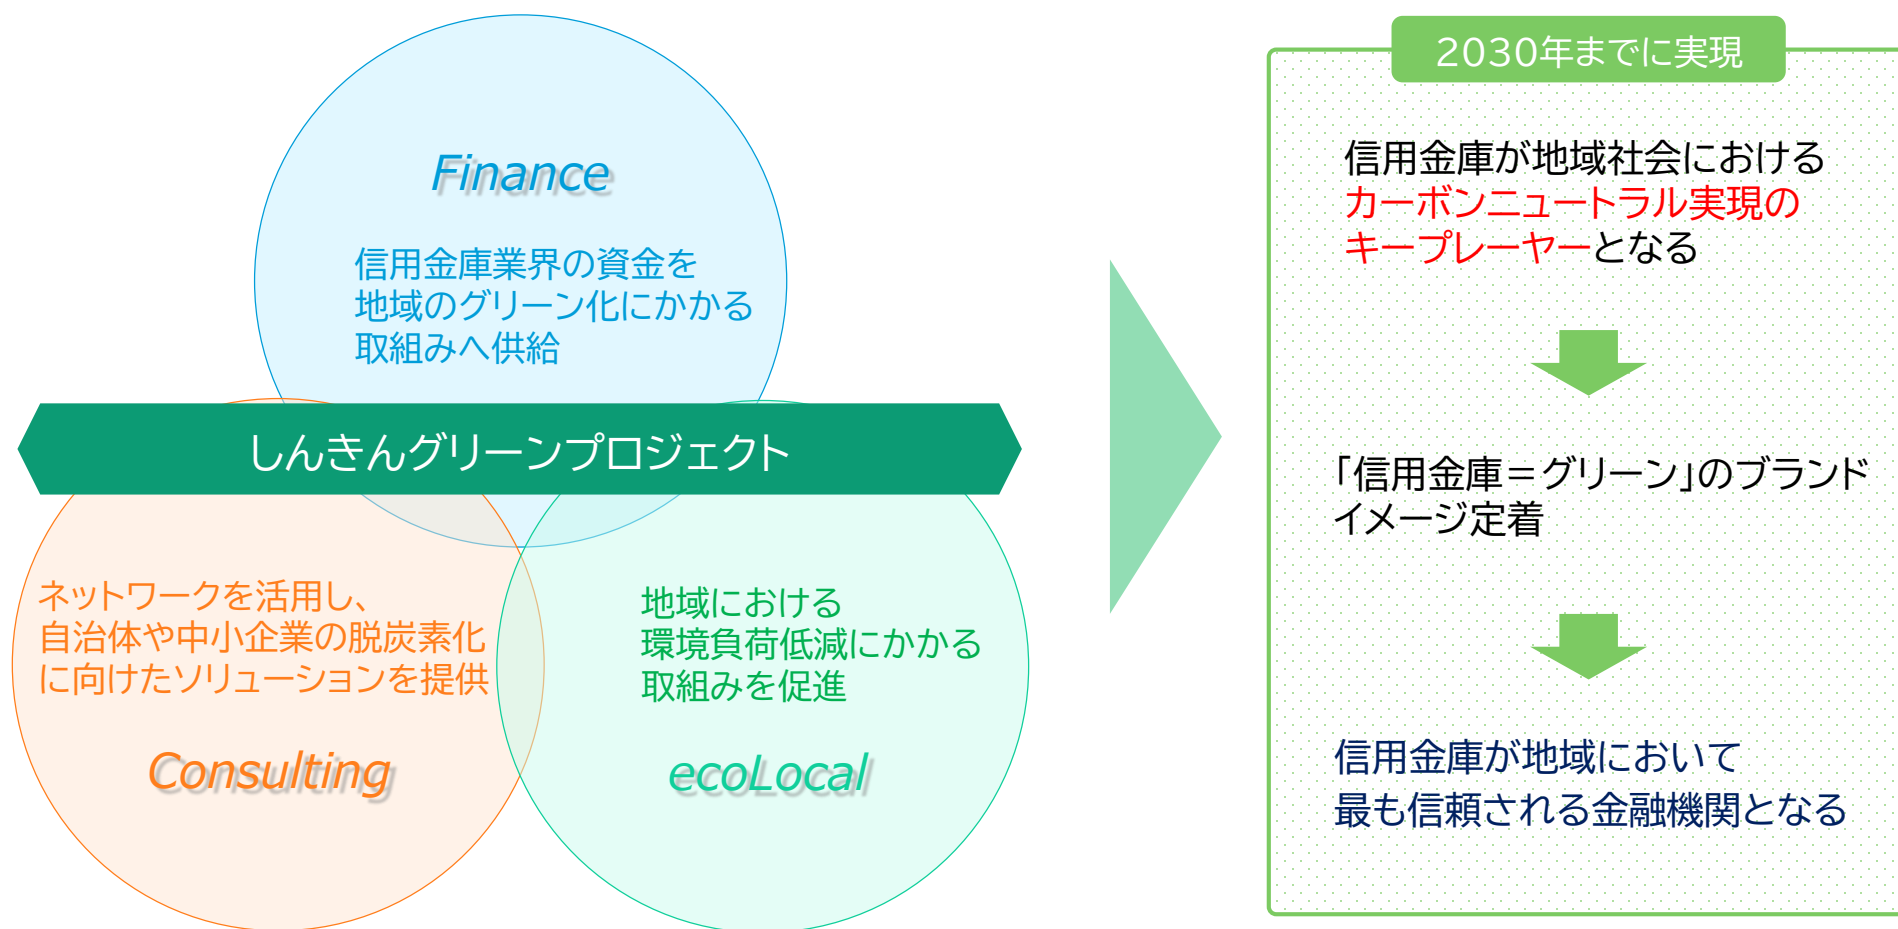 Finance
信用金庫業界の資金を
地域のグリーン化にかかる
取組みへ供給
しんきんグリーンプロジェクト
ネットワークを活用し、
自治体や中小企業の脱炭素化
に向けたソリューションを提供
Consulting
地域における
環境負荷低減にかかる
取組みを促進
ecoLocal
2030年までに実現
信用金庫が地域社会における
カーボンニュートラル実現の
キープレーヤーとなる
「信用金庫＝グリーン」のブランド
イメージ定着
信用金庫が地域において
最も信頼される金融機関となる